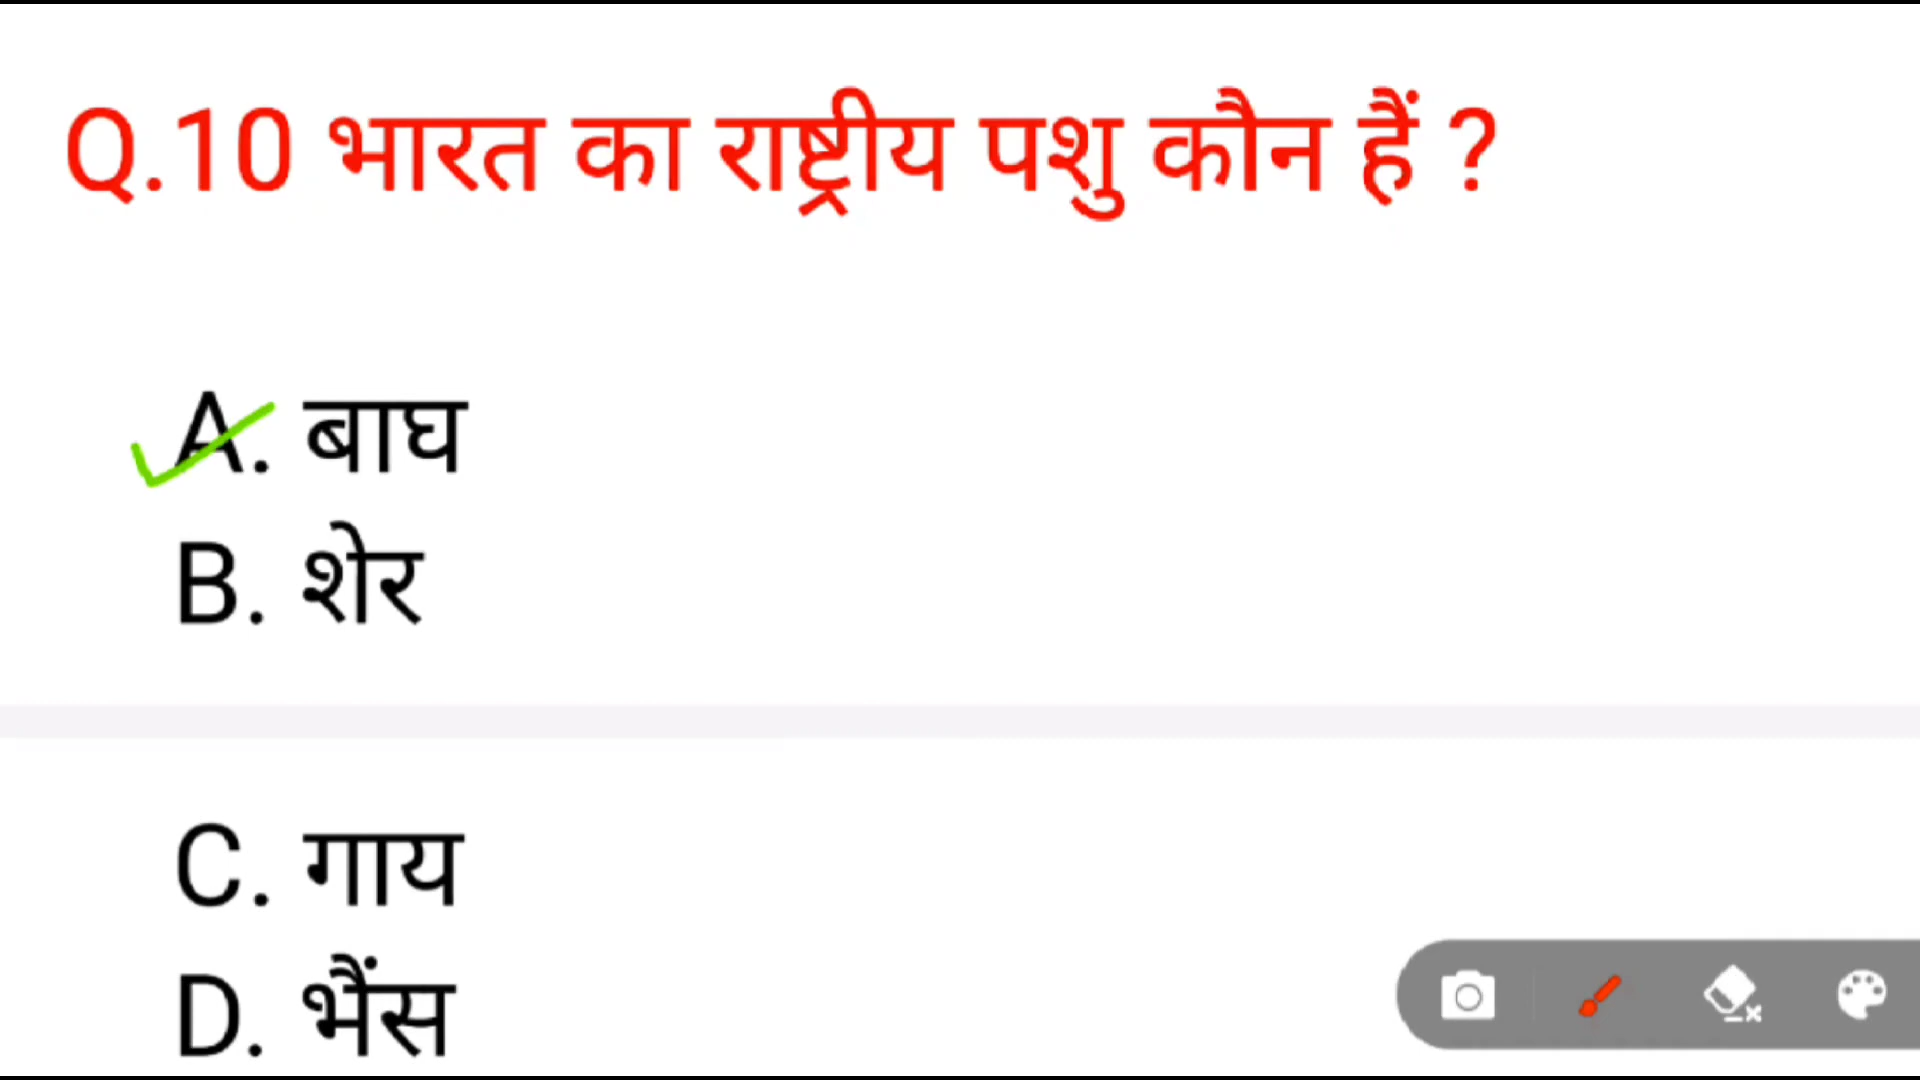 Q.10 भारत का राष्ट्रीय पशु कौन हैं ?
A. बाघ
B. शेर
C. गाय
D. भैंस